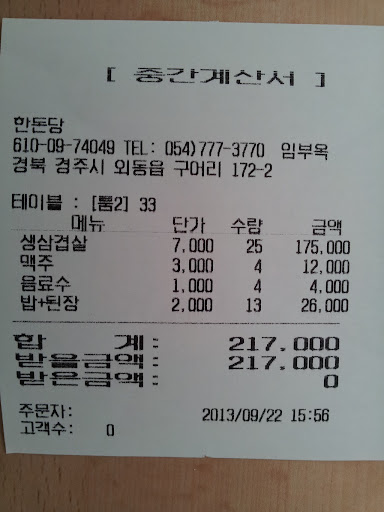 [ 중간계산서 ]
한돈당
610-09-74049 TEL: 054)777-3770 임부옥
경북 경주시 외동읍 구어리 172-2
테이블 : [룸2] 33
메뉴 단가 수량 금액
생삼겹살 7,000 25 175,000
맥주 3,000 4 12,000
음료수 1,000 4 4,000
밥+된장 2,000 13 26,000
합 계: 217,000
받을금액: 217,000
받은금액: 0
주문자: 2013/09/22 15:56
고객수: 0